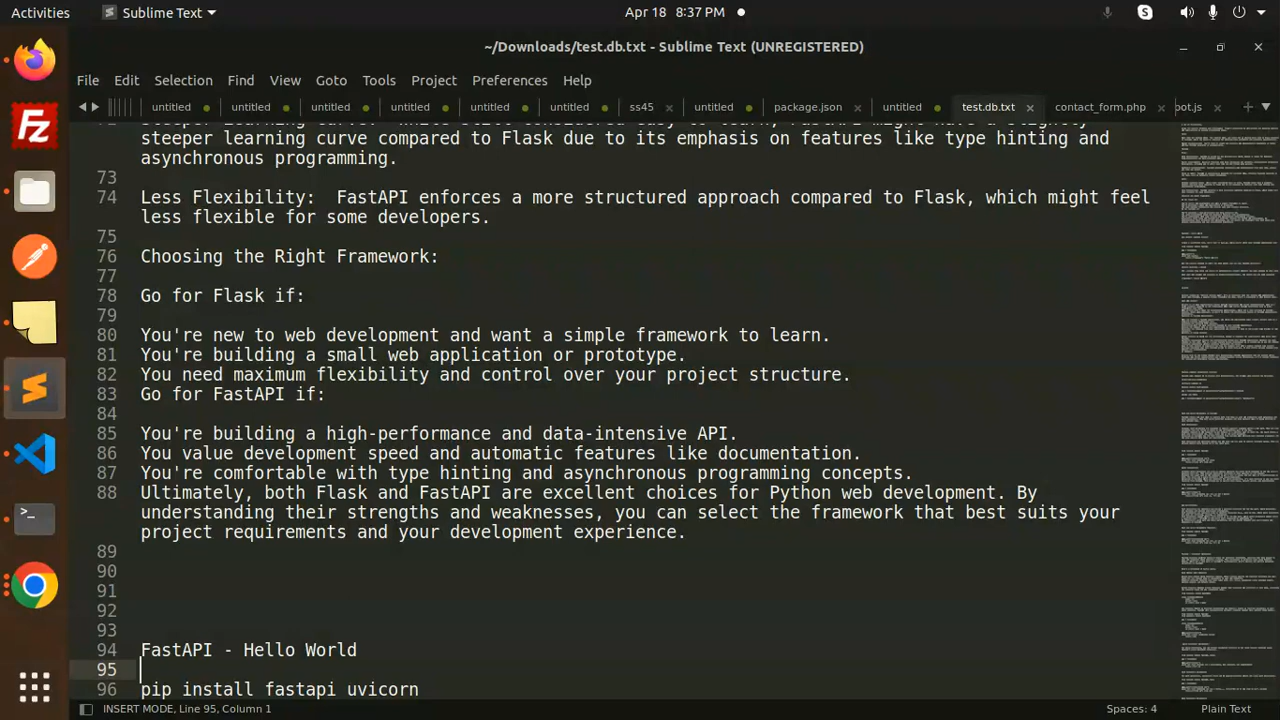 Activities
Sublime Text
Apr 18 8:37 PM
~/Downloads/test.db.txt - Sublime Text (UNREGISTERED)
File Edit Selection Find View Goto Tools Project Preferences Help
untitled untitled untitled untitled untitled untitled ss45 untitled package.json untitled test.db.txt contact_form.php bot.js
steeper learning curve compared to Flask due to its emphasis on features like type hinting and
asynchronous programming.
73
74 Less Flexibility: FastAPI enforces a more structured approach compared to Flask, which might feel
less flexible for some developers.
75
76 Choosing the Right Framework:
77
78 Go for Flask if:
79
80 You're new to web development and want a simple framework to learn.
81 You're building a small web application or prototype.
82 You need maximum flexibility and control over your project structure.
83 Go for FastAPI if:
84
85 You're building a high-performance and data-intensive API.
86 You value development speed and automatic features like documentation.
87 You're comfortable with type hinting and asynchronous programming concepts.
88 Ultimately, both Flask and FastAPI are excellent choices for Python web development. By
understanding their strengths and weaknesses, you can select the framework that best suits your
project requirements and your development experience.
89
90
91
92
93
94 FastAPI - Hello World
95
96 pip install fastapi uvicorn
INSERT MODE, Line 95, Column 1
Spaces: 4
Plain Text